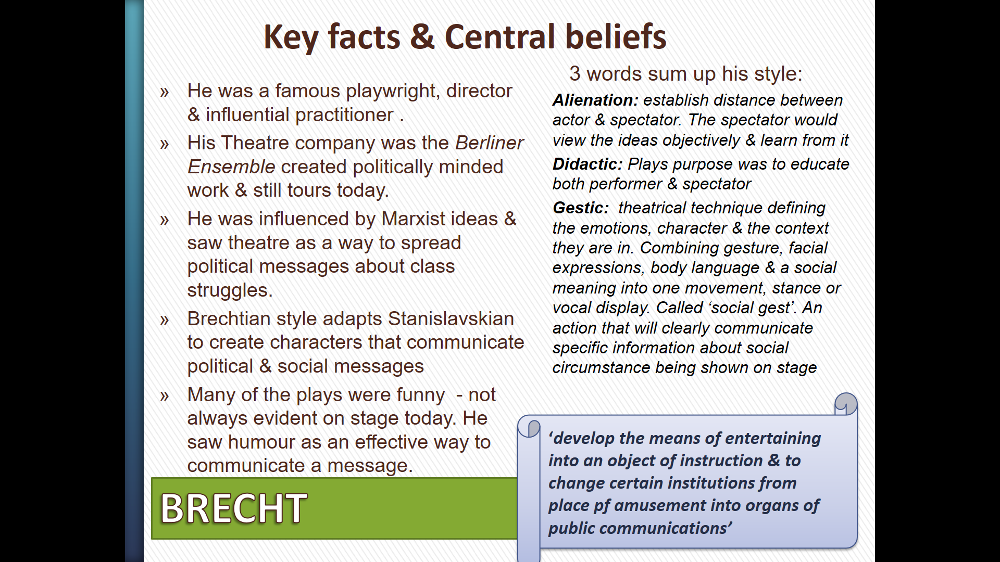 Key facts & Central beliefs
» He was a famous playwright, director
& influential practitioner .
» His Theatre company was the Berliner
Ensemble created politically minded
work & still tours today.
» He was influenced by Marxist ideas &
saw theatre as a way to spread
political messages about class
struggles.
» Brechtian style adapts Stanislavskian
to create characters that communicate
political & social messages
» Many of the plays were funny - not
always evident on stage today. He
saw humour as an effective way to
communicate a message.
3 words sum up his style:
Alienation: establish distance between
actor & spectator. The spectator would
view the ideas objectively & learn from it
Didactic: Plays purpose was to educate
both performer & spectator
Gestic: theatrical technique defining
the emotions, character & the context
they are in. Combining gesture, facial
expressions, body language & a social
meaning into one movement, stance or
vocal display. Called ‘social gest’. An
action that will clearly communicate
specific information about social
circumstance being shown on stage
‘develop the means of entertaining
into an object of instruction & to
change certain institutions from
place pf amusement into organs of
public communications’
BRECHT